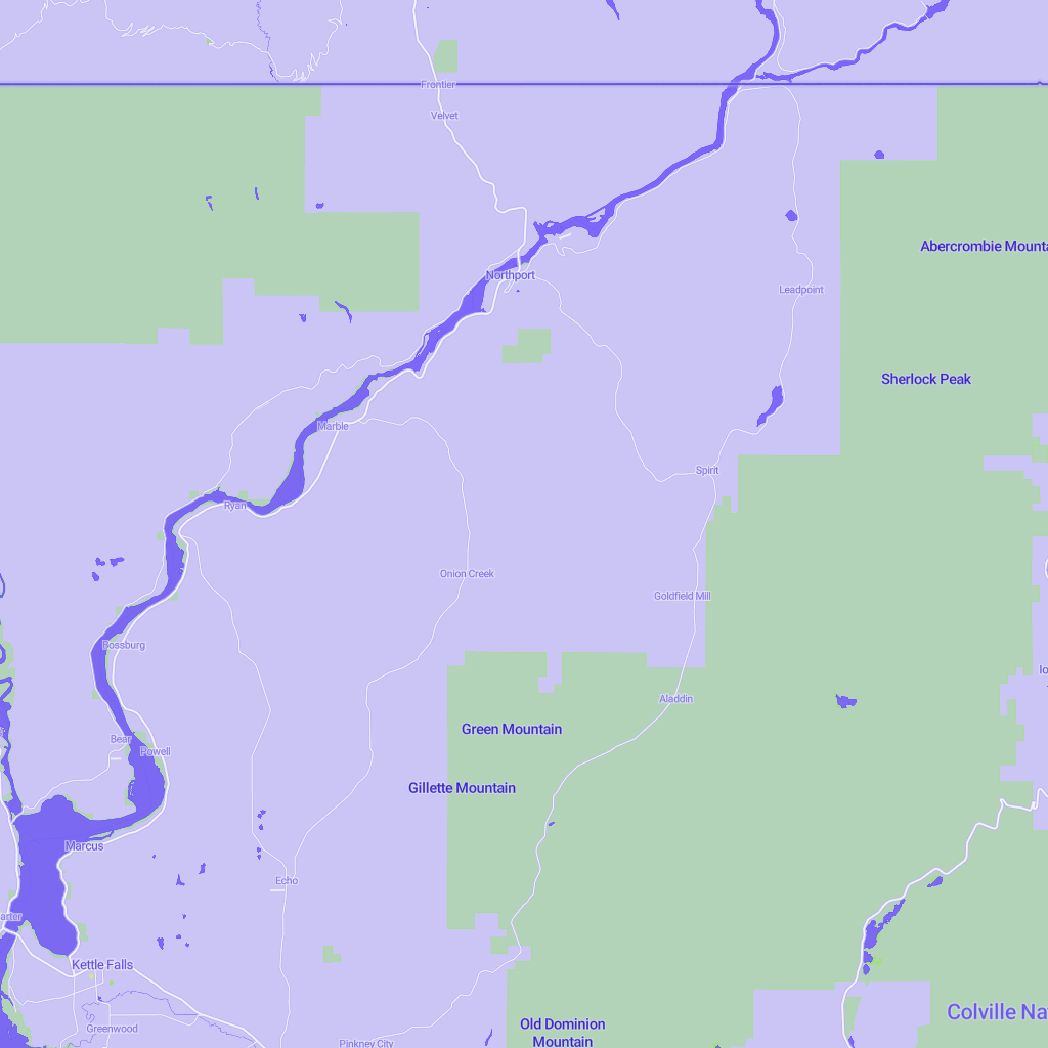 Frontier
Velvet
Abercrombie Mounta
Northport
Leadpoint
Sherlock Peak
Marble
Spirit
Ryan
Onion Creek
Goldfield Mill
Bossburg
Io
Aladdin
Green Mountain
Bear
Powell
Gillette Mountain
Marcus
Echo
arter
Kettle Falls
Colville Na
Greenwood
Old Dominion
Mountain
Pinkney City